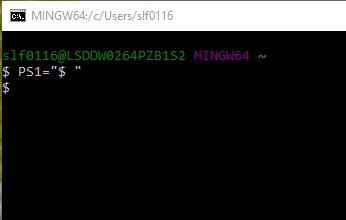 MINGW64:/c/Users/slf0116
slf0116@LSDDW0264PZB1S2 MINGW64 ~
$ PS1="$ "
$